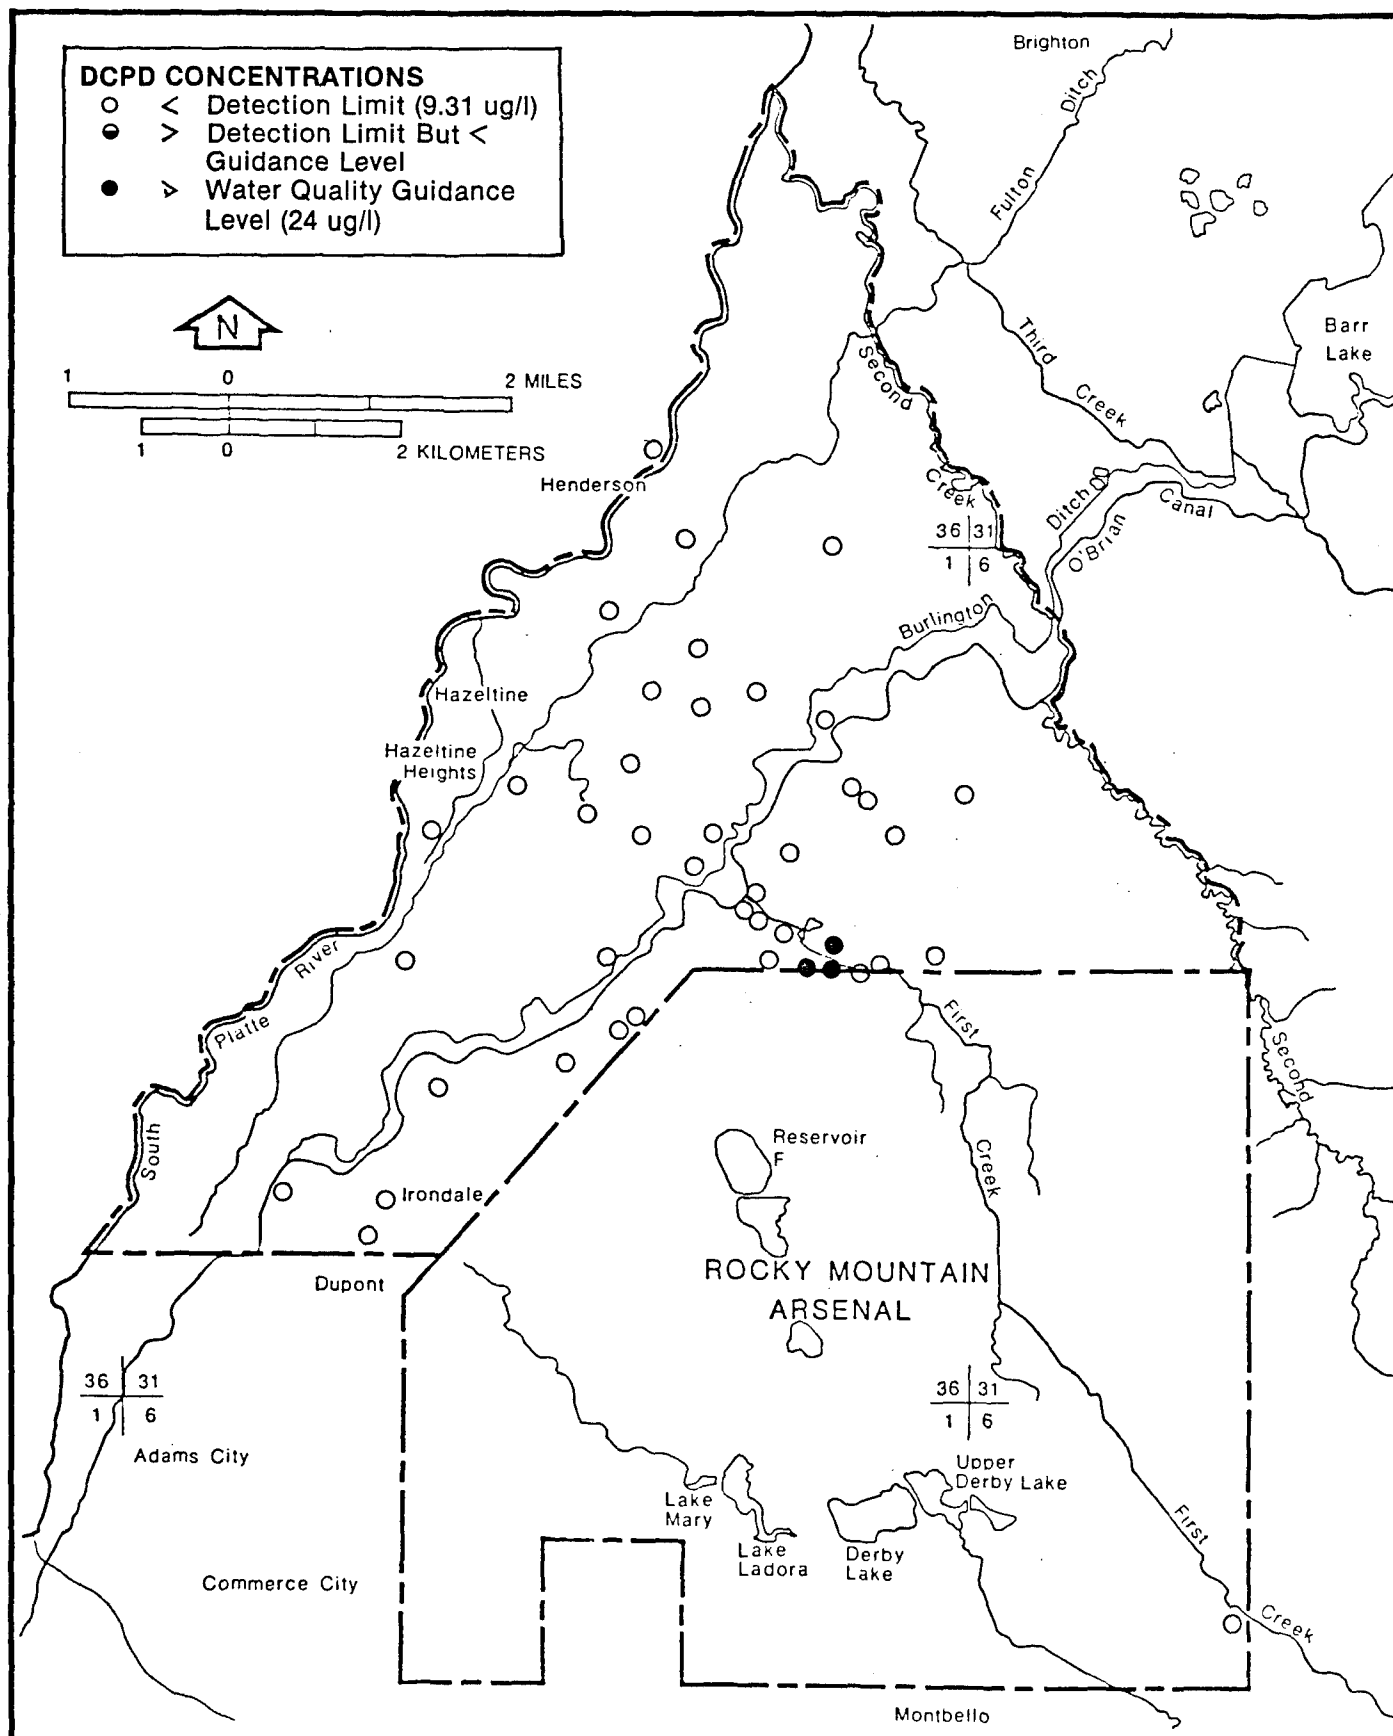 DCPD CONCENTRATIONS
○ < Detection Limit (9.31 ug/l)
◒ > Detection Limit But <
Guidance Level
● > Water Quality Guidance
Level (24 ug/l)
N
1 0 2 MILES
1 0 2 KILOMETERS
Brighton
Fulton Ditch
Barr
Lake
Third Creek
Second Creek
Henderson
Ditch
O'Brian Canal
36 31
1 6
Burlington
Hazeltine
Hazeltine
Heights
South Platte River
First
Second
Creek
Reservoir
F
Irondale
ROCKY MOUNTAIN
ARSENAL
Dupont
36 31
1 6
36 31
1 6
Adams City
Upper
Derby Lake
Lake
Mary
Lake
Ladora
Derby
Lake
First
Creek
Commerce City
Montbello